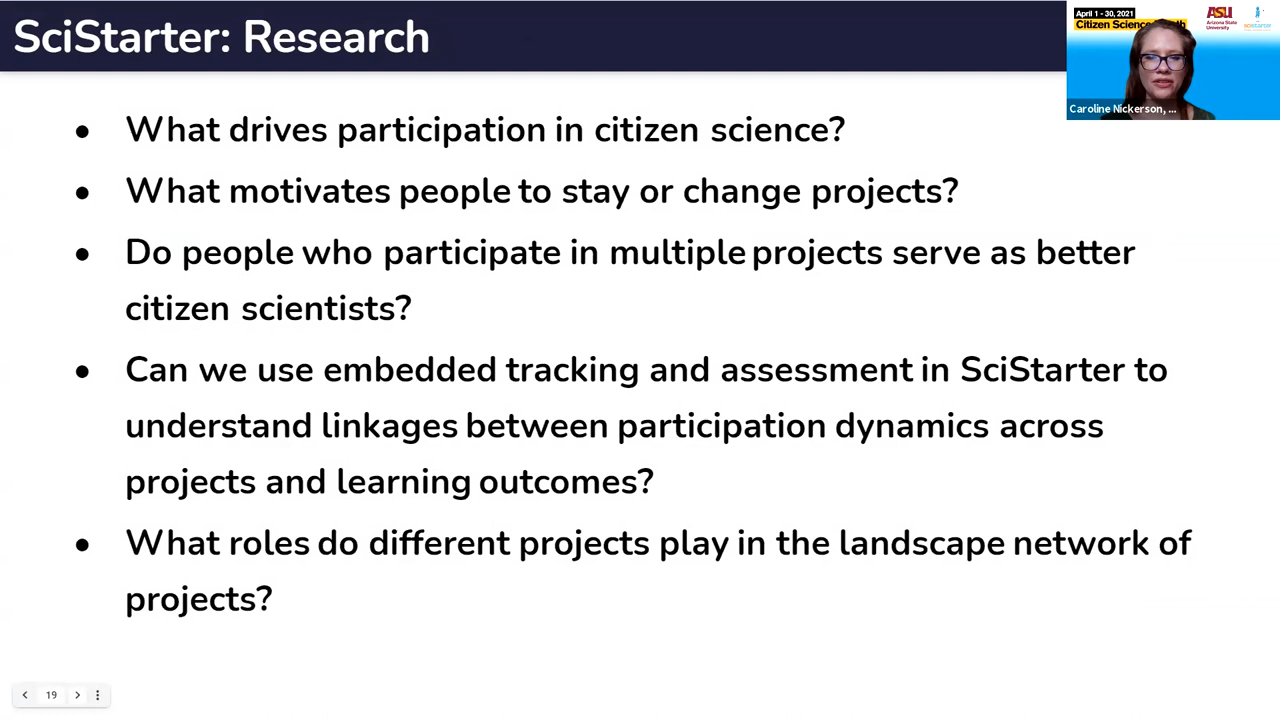 SciStarter: Research
April 1 - 30, 2021
Citizen Science
ASU
Arizona State
University
scistarter
Caroline Nickerson, ...
• What drives participation in citizen science?
• What motivates people to stay or change projects?
• Do people who participate in multiple projects serve as better
citizen scientists?
• Can we use embedded tracking and assessment in SciStarter to
understand linkages between participation dynamics across
projects and learning outcomes?
• What roles do different projects play in the landscape network of
projects?
19